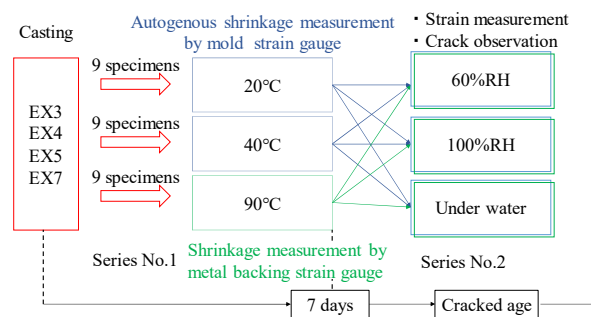 Casting
Autogenous shrinkage measurement
by mold strain gauge
・ Strain measurement
・ Crack observation
9 specimens
20℃
60%RH
EX3
EX4
EX5
EX7
9 specimens
40℃
100%RH
9 specimens
90℃
Under water
Series No.1
Shrinkage measurement by
metal backing strain gauge
Series No.2
7 days
Cracked age